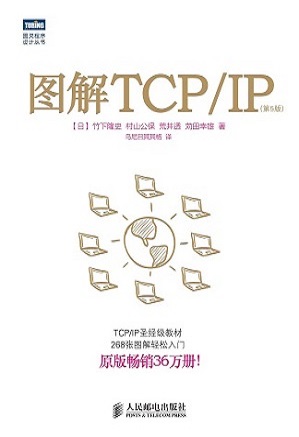 TURING
图灵程序
设计丛书
图解TCP/IP(第5版)
【日】竹下隆史 村山公保 荒井透 苅田幸雄 著
乌尼日其其格 译
TCP/IP圣经级教材
268张图解轻松入门
原版畅销36万册!
人民邮电出版社
POSTS & TELECOM PRESS